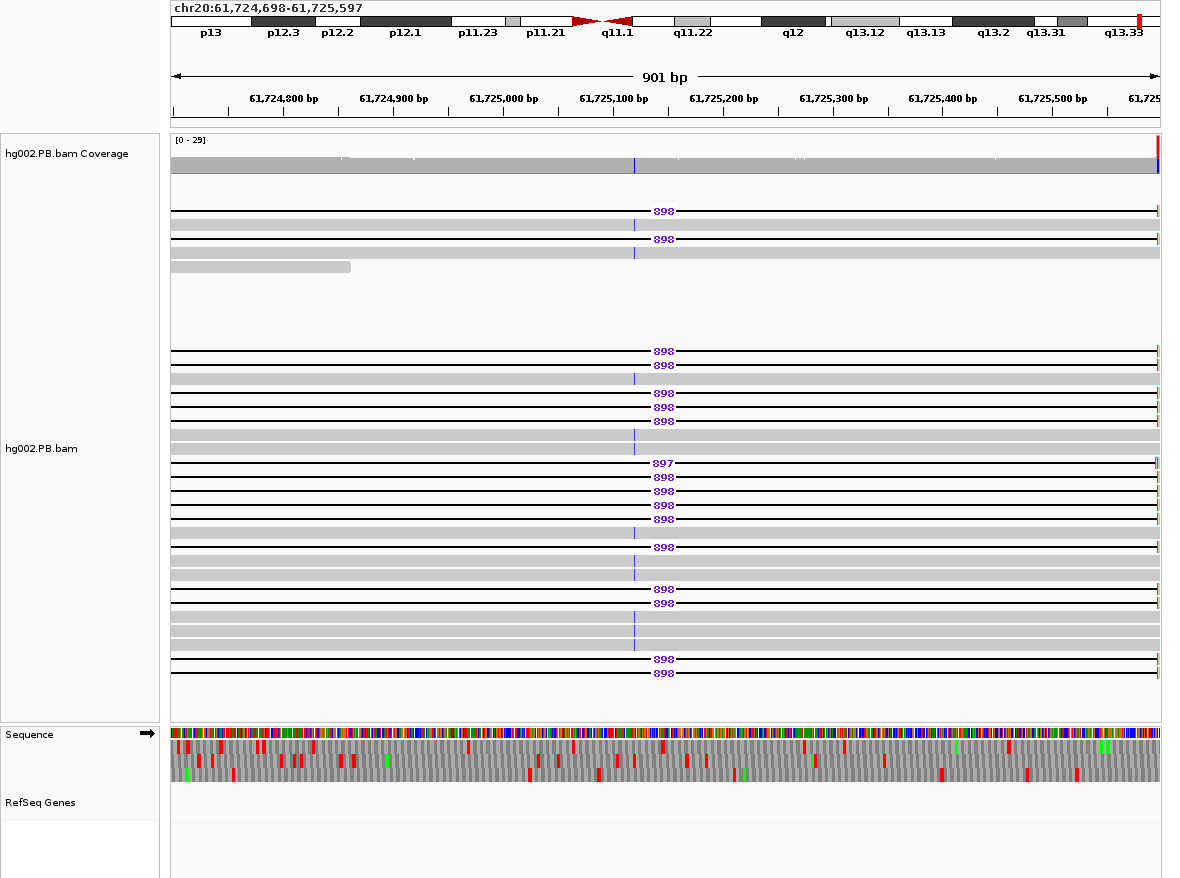 chr20:61,724,698-61,725,597
p13 p12.3 p12.2 p12.1 p11.23 p11.21 q11.1 q11.22 q12 q13.12 q13.13 q13.2 q13.31 q13.33
901 bp
61,724,800 bp 61,724,900 bp 61,725,000 bp 61,725,100 bp 61,725,200 bp 61,725,300 bp 61,725,400 bp 61,725,500 bp 61,725
[0 - 29]
hg002.PB.bam Coverage
898
898
898
898
898
898
898
hg002.PB.bam
897
898
898
898
898
898
898
898
898
898
Sequence
RefSeq Genes